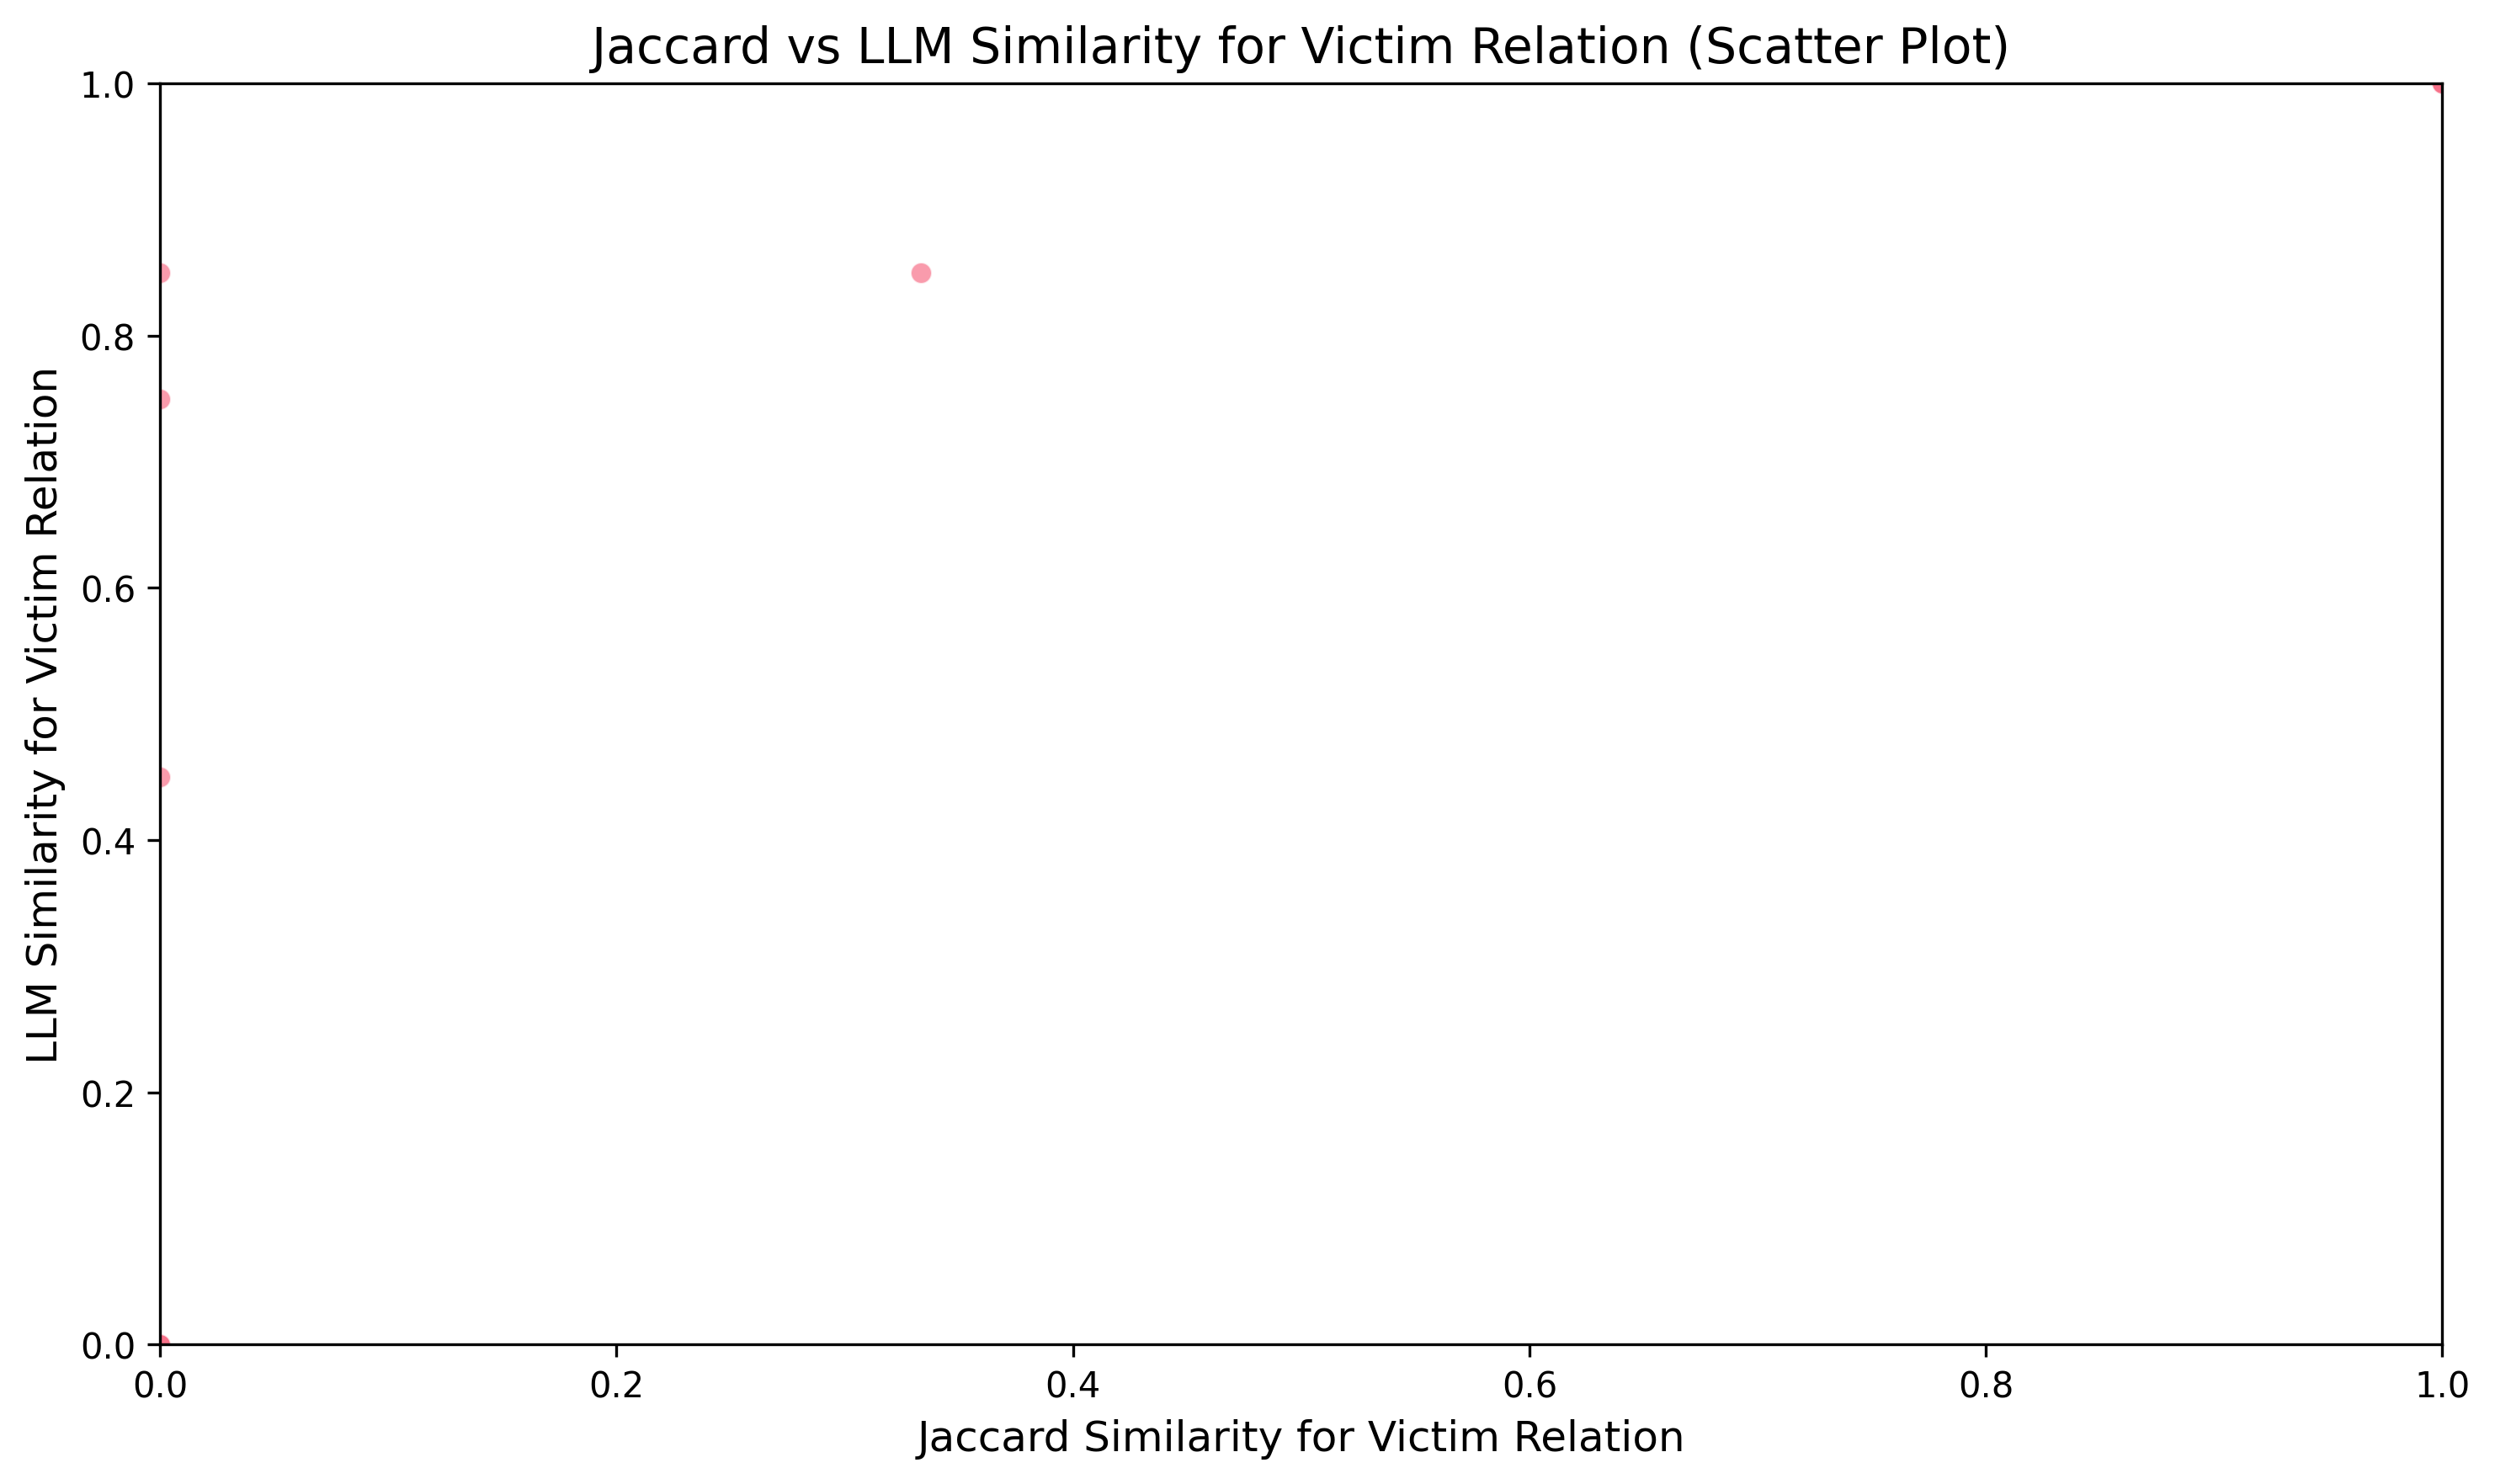 Jaccard vs LLM Similarity for Victim Relation (Scatter Plot)
LLM Similarity for Victim Relation
1.0
0.8
0.6
0.4
0.2
0.0
0.0 0.2 0.4 0.6 0.8 1.0
Jaccard Similarity for Victim Relation